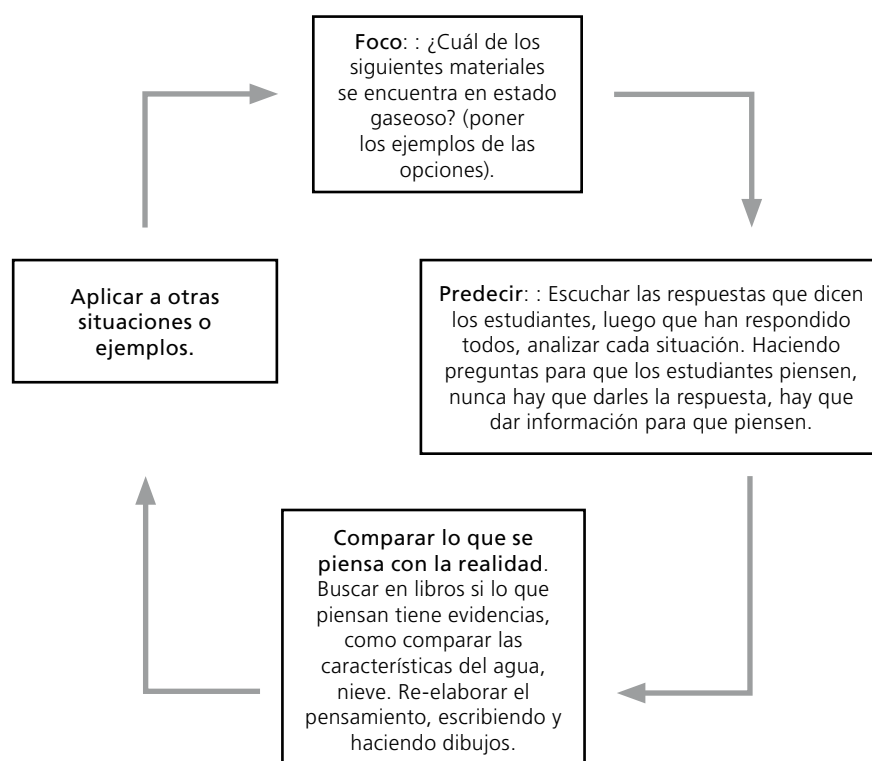 Foco: : ¿Cuál de los
siguientes materiales
se encuentra en estado
gaseoso? (poner
los ejemplos de las
opciones).
Predecir: : Escuchar las respuestas que dicen
los estudiantes, luego que han respondido
todos, analizar cada situación. Haciendo
preguntas para que los estudiantes piensen,
nunca hay que darles la respuesta, hay que
dar información para que piensen.
Comparar lo que se
piensa con la realidad.
Buscar en libros si lo que
piensan tiene evidencias,
como comparar las
características del agua,
nieve. Re-elaborar el
pensamiento, escribiendo y
haciendo dibujos.
Aplicar a otras
situaciones o
ejemplos.